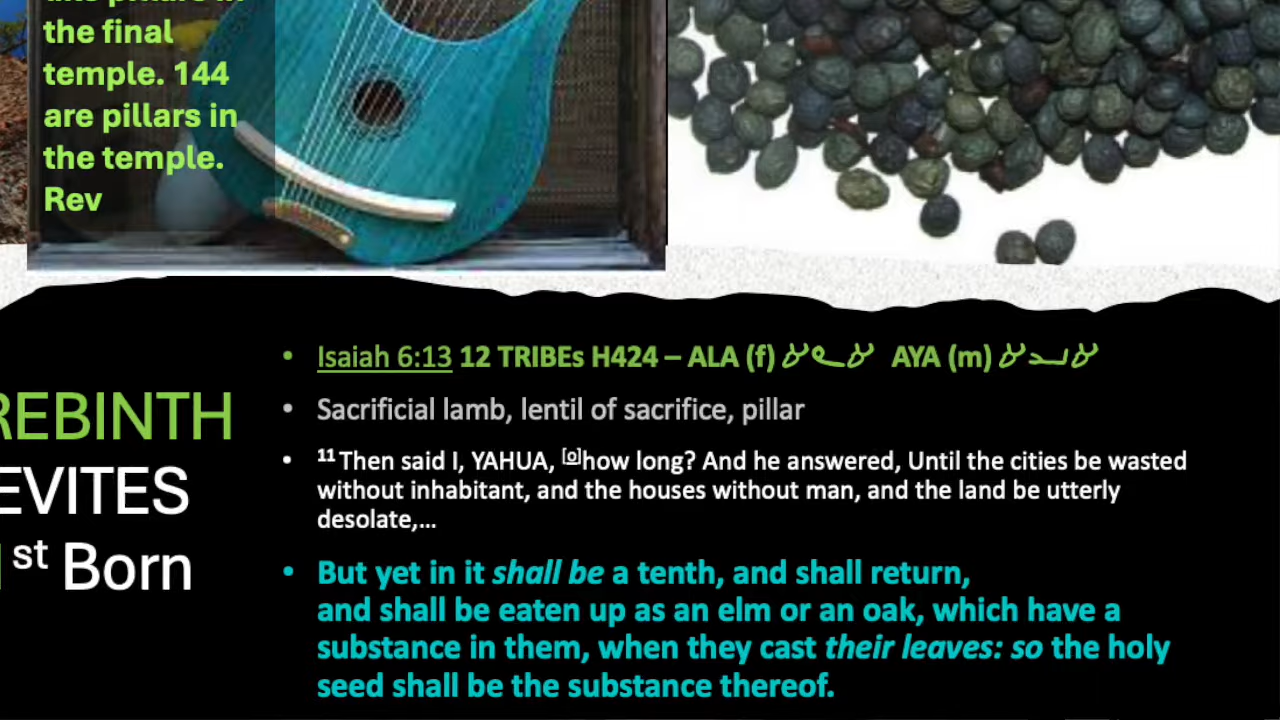 the final
temple. 144
are pillars in
the temple.
Rev
REBINTH
EVITES
st Born
• Isaiah 6:13 12 TRIBEs H424 – ALA (f) AYA (m)
• Sacrificial lamb, lentil of sacrifice, pillar
• 11 Then said I, YAHUA, [o]how long? And he answered, Until the cities be wasted
without inhabitant, and the houses without man, and the land be utterly
desolate,...
• But yet in it shall be a tenth, and shall return,
and shall be eaten up as an elm or an oak, which have a
substance in them, when they cast their leaves: so the holy
seed shall be the substance thereof.